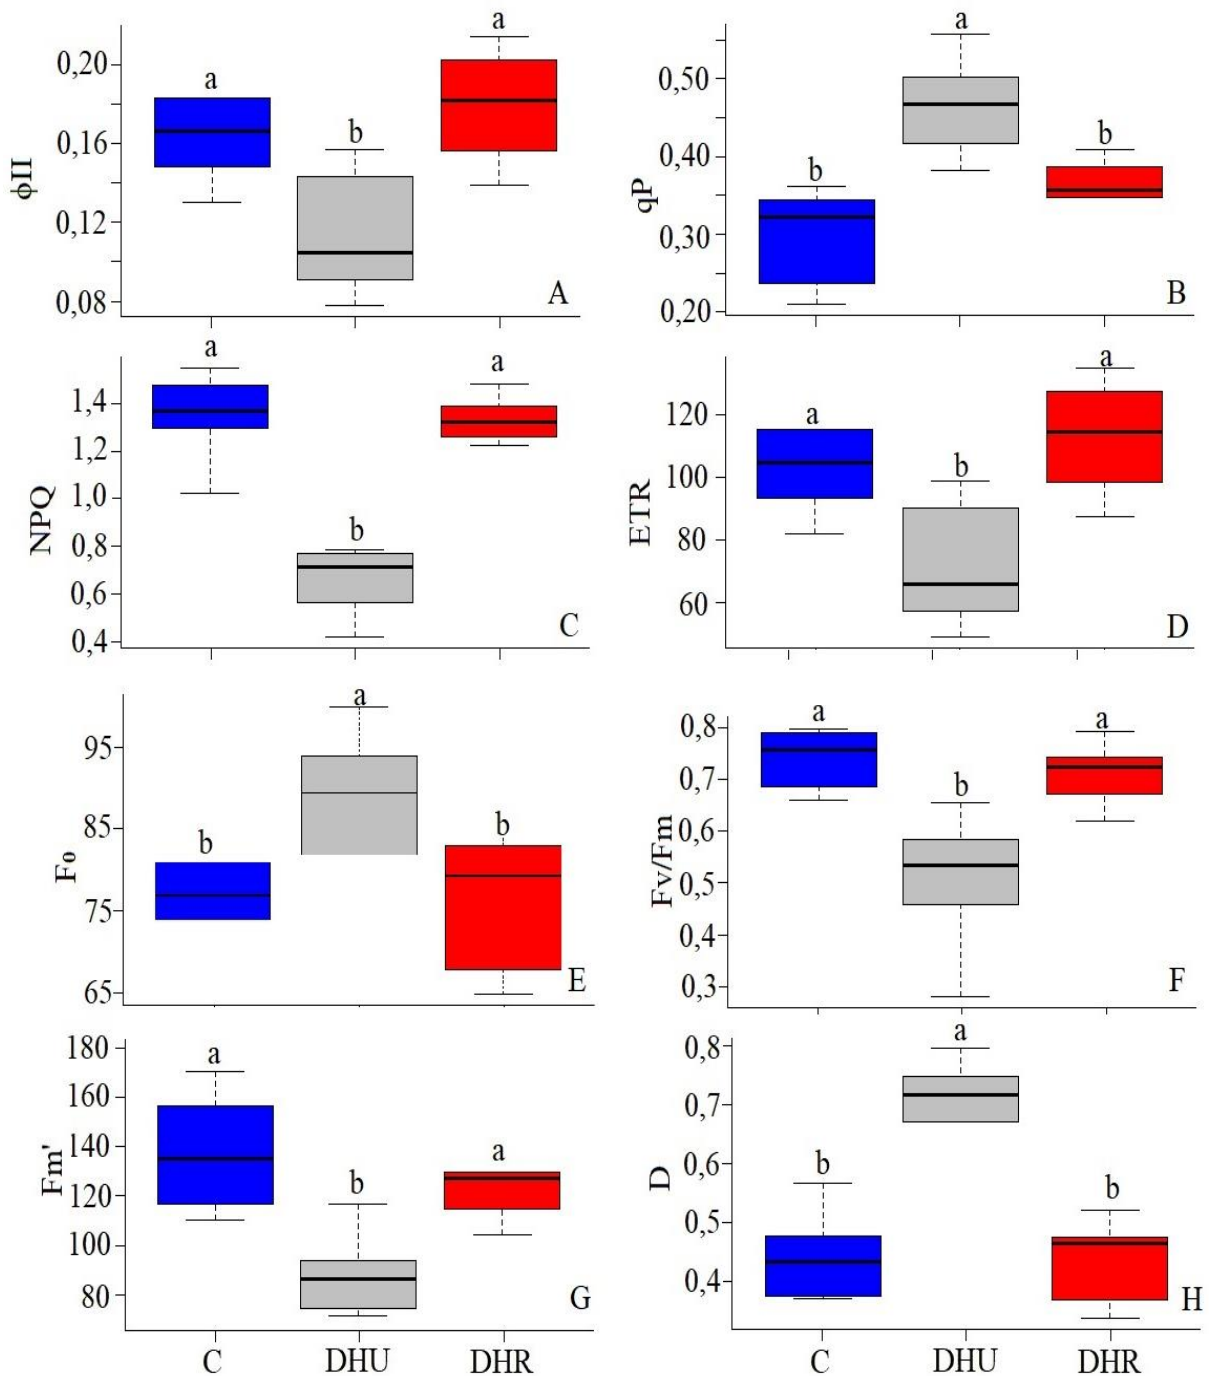 a
0,20
a
0,16
b
0,12
0,08
ϕII
A
a
0,50
0,40
b
b
0,30
0,20
qP
B
a
a
1,4
1,2
1,0
0,8
b
0,6
0,4
NPQ
C
a
a
120
100
b
80
60
ETR
D
a
95
85
b
b
75
65
Fo
E
0,8
a
a
0,7
b
0,6
0,5
0,4
0,3
Fv/Fm
F
180
a
160
140
a
120
b
100
80
Fm'
G
C
DHU
DHR
0,8
a
0,7
0,6
b
b
0,5
0,4
D
H
C
DHU
DHR